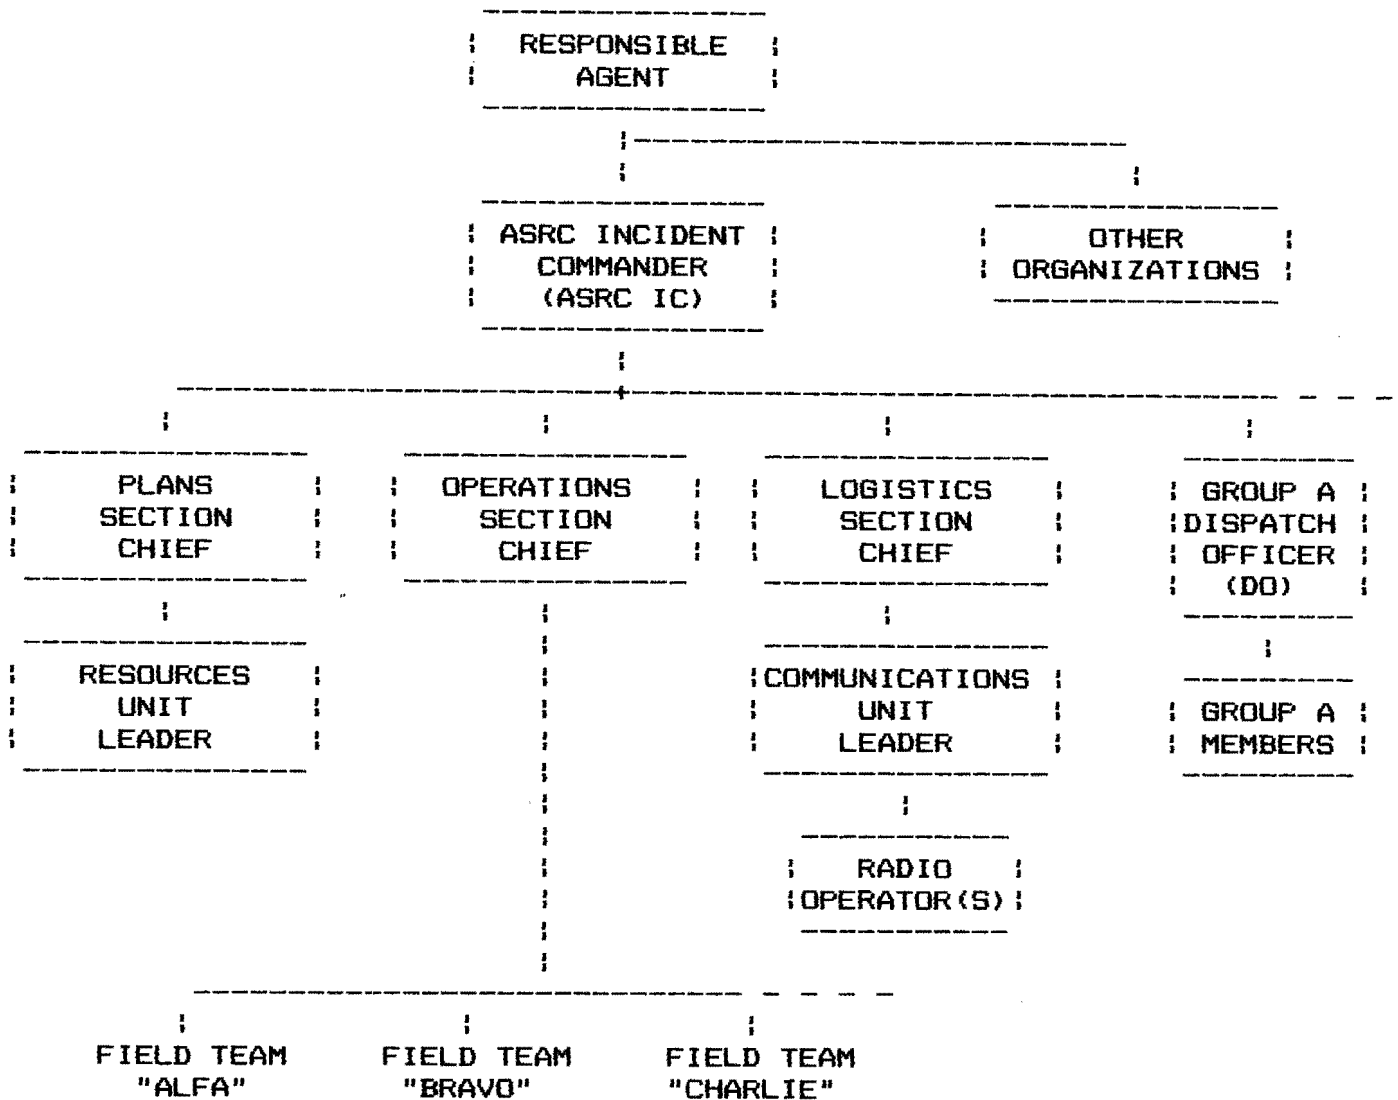 RESPONSIBLE
AGENT
ASRC INCIDENT
COMMANDER
(ASRC IC)
OTHER
ORGANIZATIONS
PLANS
SECTION
CHIEF
OPERATIONS
SECTION
CHIEF
LOGISTICS
SECTION
CHIEF
GROUP A
DISPATCH
OFFICER
(DO)
RESOURCES
UNIT
LEADER
COMMUNICATIONS
UNIT
LEADER
GROUP A
MEMBERS
RADIO
OPERATOR(S)
FIELD TEAM
"ALFA"
FIELD TEAM
"BRAVO"
FIELD TEAM
"CHARLIE"